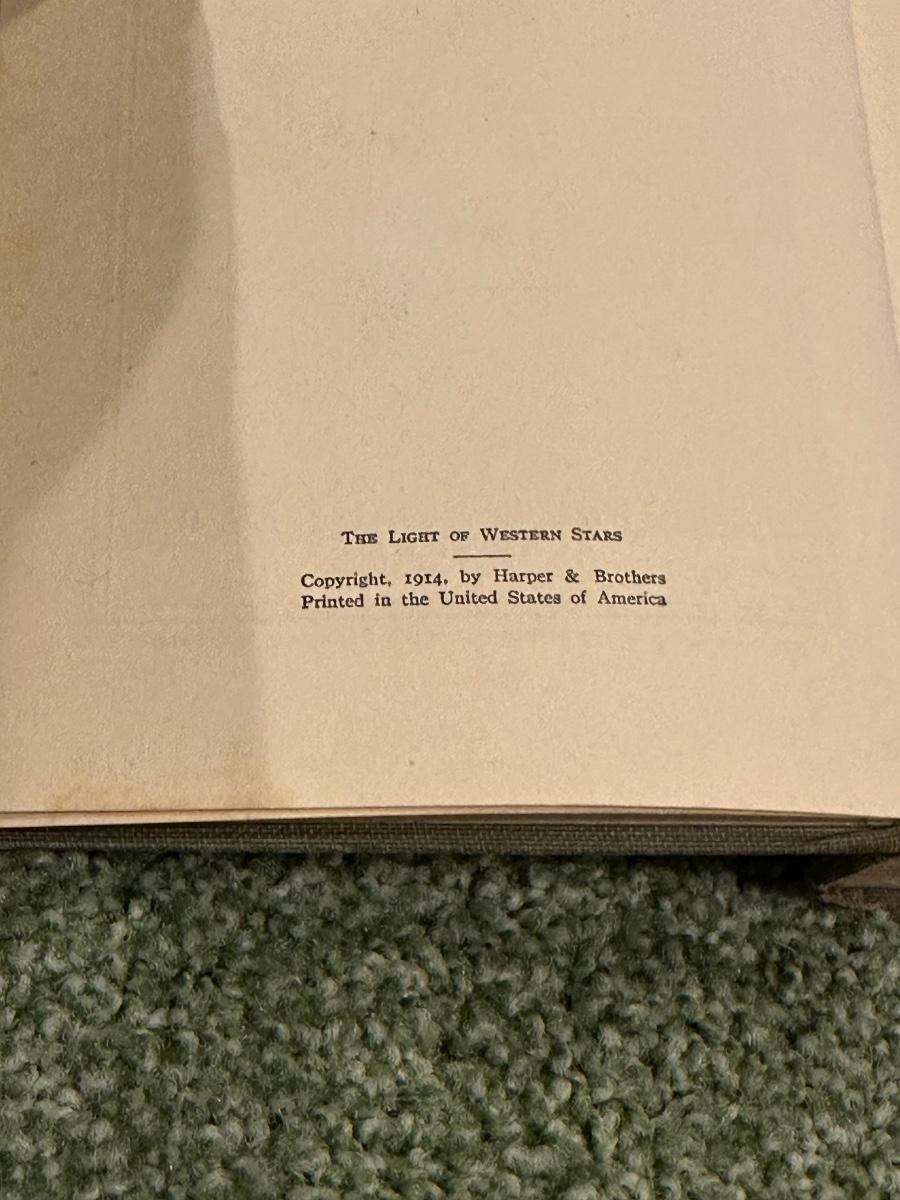 The Light of Western Stars
Copyright, 1914, by Harper & Brothers
Printed in the United States of America